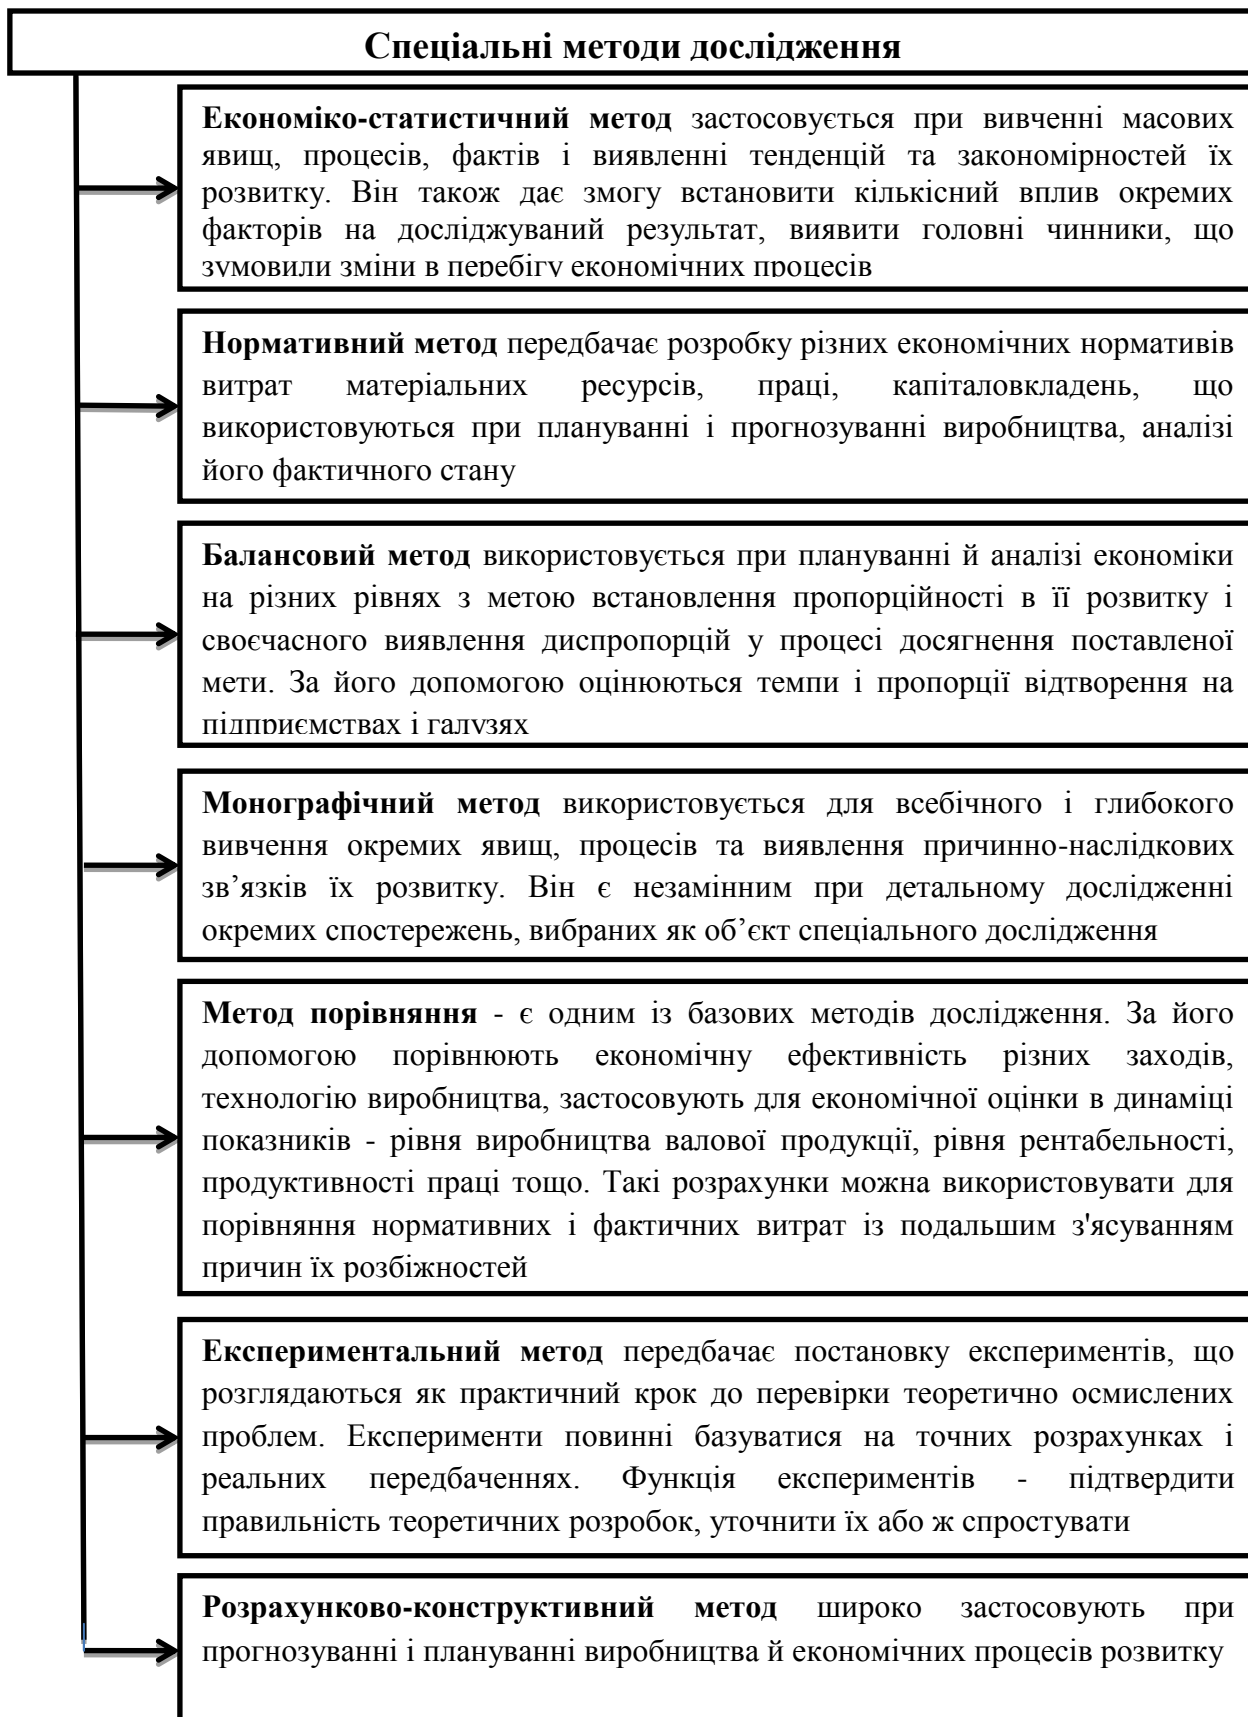 Спеціальні методи дослідження
Економіко-статистичний метод застосовується при вивченні масових
явищ, процесів, фактів і виявленні тенденцій та закономірностей їх
розвитку. Він також дає змогу встановити кількісний вплив окремих
факторів на досліджуваний результат, виявити головні чинники, що
зумовили зміни в перебігу економічних процесів
Нормативний метод передбачає розробку різних економічних нормативів
витрат матеріальних ресурсів, праці, капіталовкладень, що
використовуються при плануванні і прогнозуванні виробництва, аналізі
його фактичного стану
Балансовий метод використовується при плануванні й аналізі економіки
на різних рівнях з метою встановлення пропорційності в її розвитку і
своєчасного виявлення диспропорцій у процесі досягнення поставленої
мети. За його допомогою оцінюються темпи і пропорції відтворення на
підприємствах і галузях
Монографічний метод використовується для всебічного і глибокого
вивчення окремих явищ, процесів та виявлення причинно-наслідкових
зв’язків їх розвитку. Він є незамінним при детальному дослідженні
окремих спостережень, вибраних як об’єкт спеціального дослідження
Метод порівняння - є одним із базових методів дослідження. За його
допомогою порівнюють економічну ефективність різних заходів,
технологію виробництва, застосовують для економічної оцінки в динаміці
показників - рівня виробництва валової продукції, рівня рентабельності,
продуктивності праці тощо. Такі розрахунки можна використовувати для
порівняння нормативних і фактичних витрат із подальшим з'ясуванням
причин їх розбіжностей
Експериментальний метод передбачає постановку експериментів, що
розглядаються як практичний крок до перевірки теоретично осмислених
проблем. Експерименти повинні базуватися на точних розрахунках і
реальних передбаченнях. Функція експериментів - підтвердити
правильність теоретичних розробок, уточнити їх або ж спростувати
Розрахунково-конструктивний метод широко застосовують при
прогнозуванні і плануванні виробництва й економічних процесів розвитку